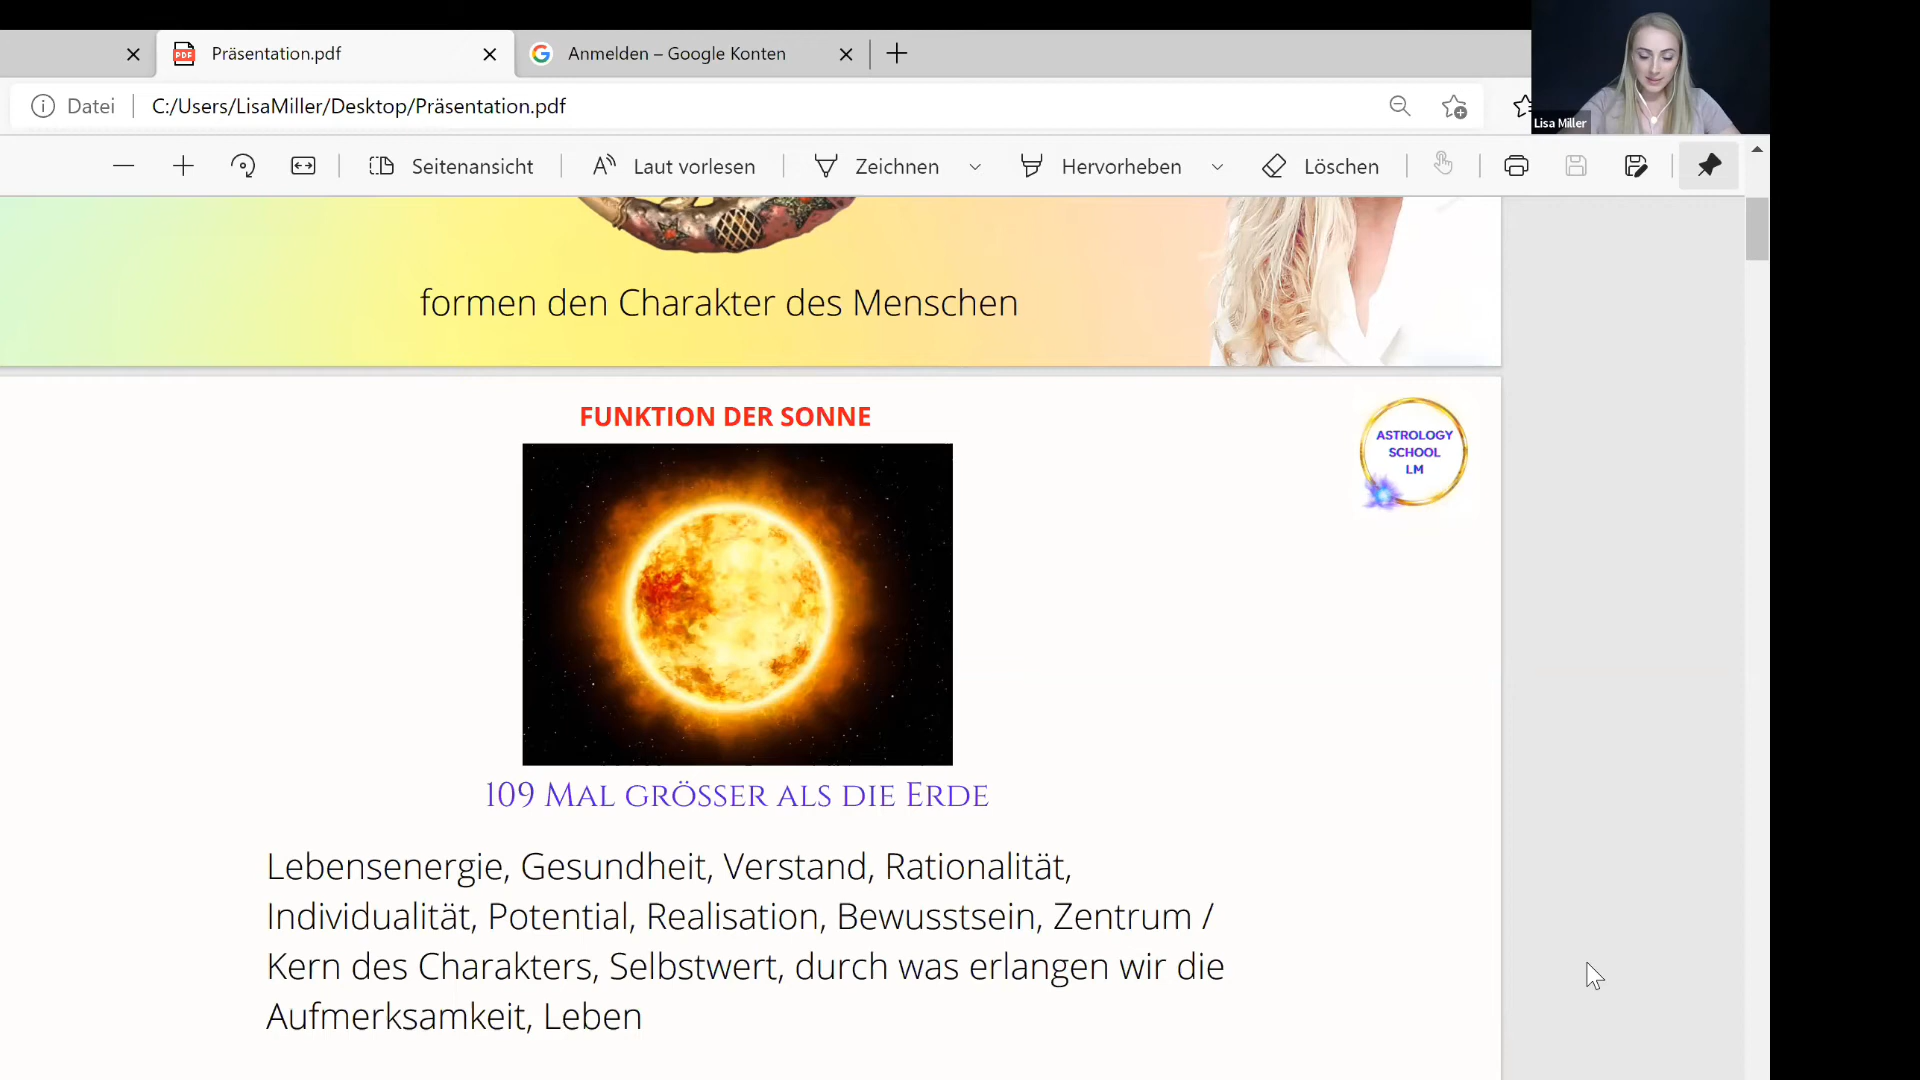 Präsentation.pdf
Anmelden – Google Konten
Lisa Miller
Datei
C:/Users/LisaMiller/Desktop/Präsentation.pdf
Seitenansicht
Laut vorlesen
Zeichnen
Hervorheben
Löschen
formen den Charakter des Menschen
FUNKTION DER SONNE
ASTROLOGY
SCHOOL
LM
109 Mal grösser als die Erde
Lebensenergie, Gesundheit, Verstand, Rationalität,
Individualität, Potential, Realisation, Bewusstsein, Zentrum /
Kern des Charakters, Selbstwert, durch was erlangen wir die
Aufmerksamkeit, Leben